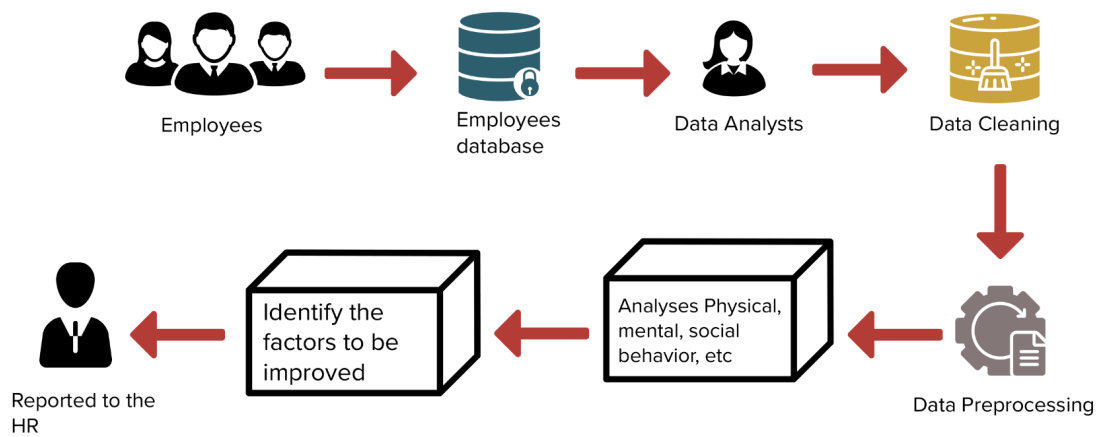 Employees
Employees
database
Data Analysts
Data Cleaning
Data Preprocessing
Analyses Physical,
mental, social
behavior, etc
Identify the
factors to be
improved
Reported to the
HR